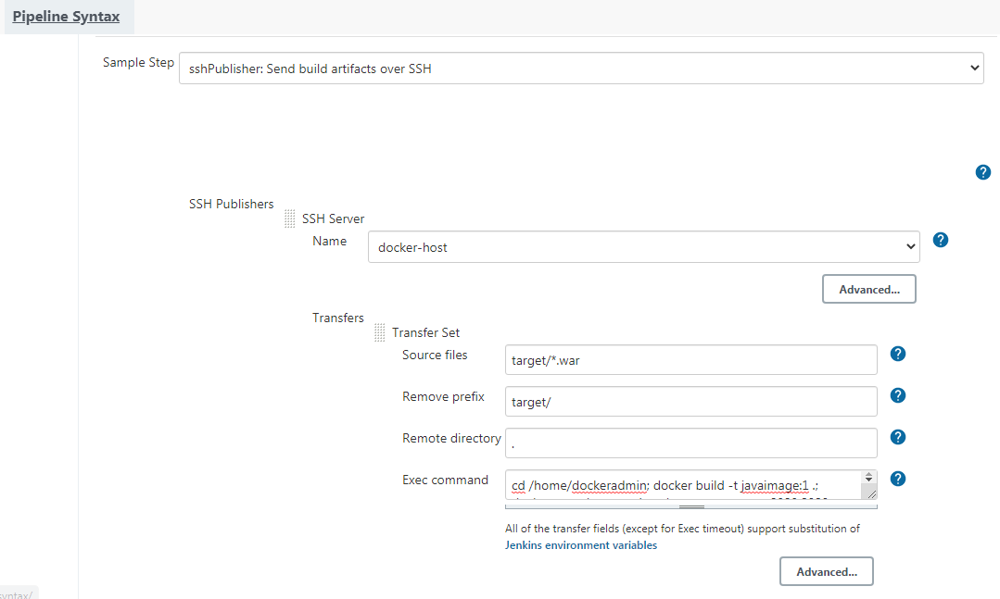 Pipeline Syntax
Sample Step
sshPublisher: Send build artifacts over SSH
?
SSH Publishers
SSH Server
Name
docker-host
?
Advanced...
Transfers
Transfer Set
Source files
target/*.war
?
Remove prefix
target/
?
Remote directory
.
?
Exec command
cd /home/dockeradmin; docker build -t javaimage:1 .;
?
All of the transfer fields (except for Exec timeout) support substitution of
Jenkins environment variables
Advanced...
syntax/